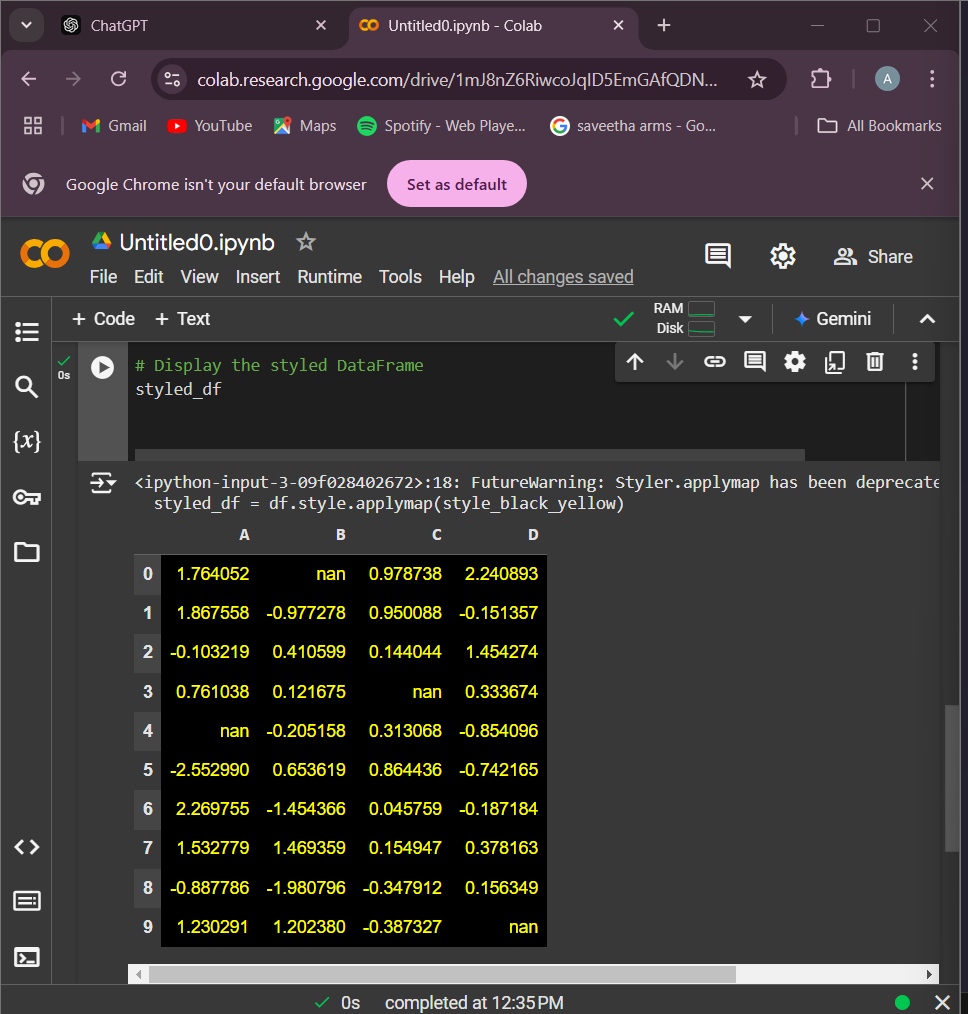 ChatGPT
Untitled0.ipynb - Colab
colab.research.google.com/drive/1mJ8nZ6RiwcoJqID5EmGAfQDN...
A
Gmail YouTube Maps Spotify - Web Playe... saveetha arms - Go... All Bookmarks
Google Chrome isn't your default browser Set as default
Untitled0.ipynb
File Edit View Insert Runtime Tools Help All changes saved
Share
+ Code + Text
RAM
Disk
Gemini
0s
# Display the styled DataFrame
styled_df
{x}
<ipython-input-3-09f028402672>:18: FutureWarning: Styler.applymap has been deprecate
styled_df = df.style.applymap(style_black_yellow)
A B C D
0 1.764052 nan 0.978738 2.240893
1 1.867558 -0.977278 0.950088 -0.151357
2 -0.103219 0.410599 0.144044 1.454274
3 0.761038 0.121675 nan 0.333674
4 nan -0.205158 0.313068 -0.854096
5 -2.552990 0.653619 0.864436 -0.742165
6 2.269755 -1.454366 0.045759 -0.187184
7 1.532779 1.469359 0.154947 0.378163
8 -0.887786 -1.980796 -0.347912 0.156349
9 1.230291 1.202380 -0.387327 nan
0s completed at 12:35 PM